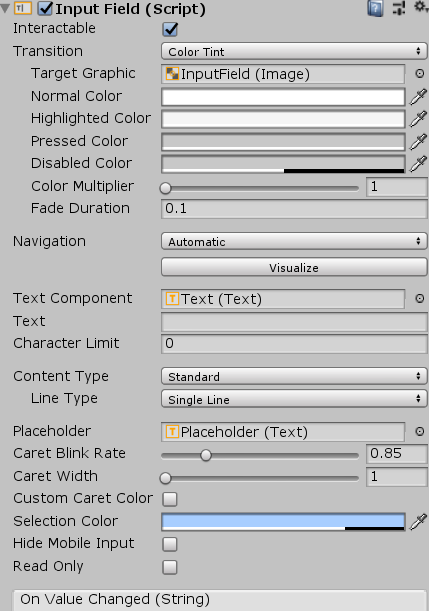 Input Field (Script)
Interactable
Transition Color Tint
Target Graphic InputField (Image)
Normal Color
Highlighted Color
Pressed Color
Disabled Color
Color Multiplier 1
Fade Duration 0.1
Navigation Automatic
Visualize
Text Component T Text (Text)
Text
Character Limit 0
Content Type Standard
Line Type Single Line
Placeholder T Placeholder (Text)
Caret Blink Rate 0.85
Caret Width 1
Custom Caret Color
Selection Color
Hide Mobile Input
Read Only
On Value Changed (String)